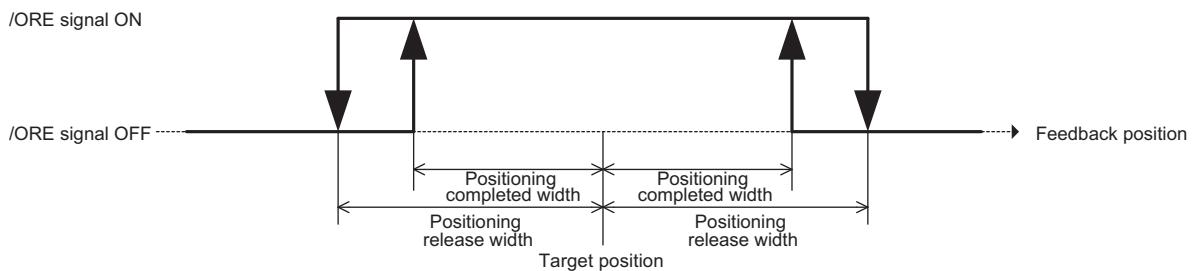 /ORE signal ON
/ORE signal OFF
Feedback position
Positioning
completed width
Positioning
completed width
Positioning
release width
Positioning
release width
Target position